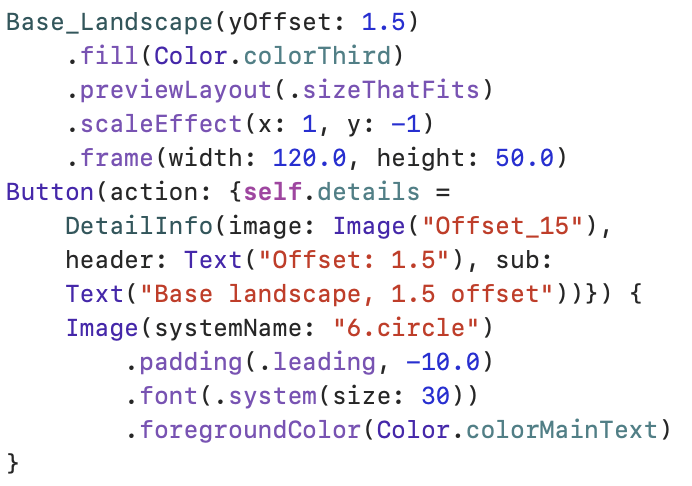 Base_Landscape(yOffset: 1.5)
    .fill(Color.colorThird)
    .previewLayout(.sizeThatFits)
    .scaleEffect(x: 1, y: -1)
    .frame(width: 120.0, height: 50.0)
Button(action: {self.details =
    DetailInfo(image: Image("Offset_15"),
    header: Text("Offset: 1.5"), sub:
    Text("Base landscape, 1.5 offset"))}) {
    Image(systemName: "6.circle")
        .padding(.leading, -10.0)
        .font(.system(size: 30))
        .foregroundColor(Color.colorMainText)
}